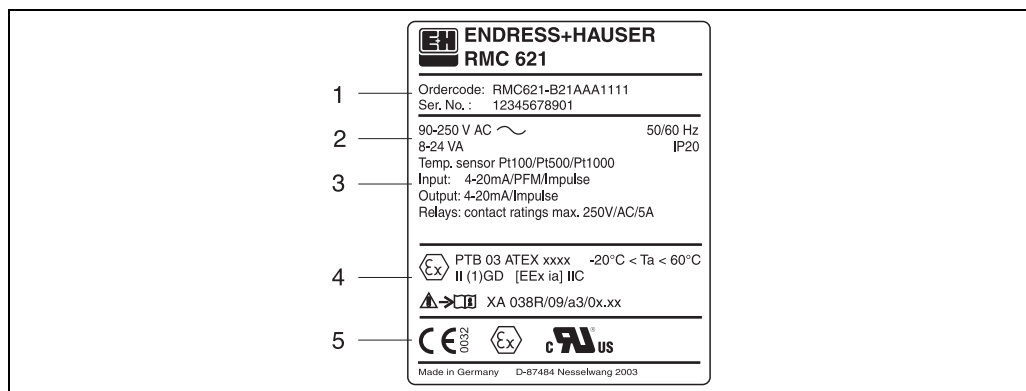 E+H ENDRESS+HAUSER
RMC 621
1 Ordercode: RMC621-B21AAA1111
Ser. No.: 12345678901
2 90-250 V AC 50/60 Hz
8-24 VA IP20
Temp. sensor Pt100/Pt500/Pt1000
3 Input: 4-20mA/PFM/Impulse
Output: 4-20mA/Impulse
Relays: contact ratings max. 250V/AC/5A
4 Ex PTB 03 ATEX xxxx -20°C < Ta < 60°C
II (1)GD [EEx ia] IIC
XA 038R/09/a3/0x.xx
5 CE 0032 Ex c RU ® US
Made in Germany D-87484 Nesselwang 2003